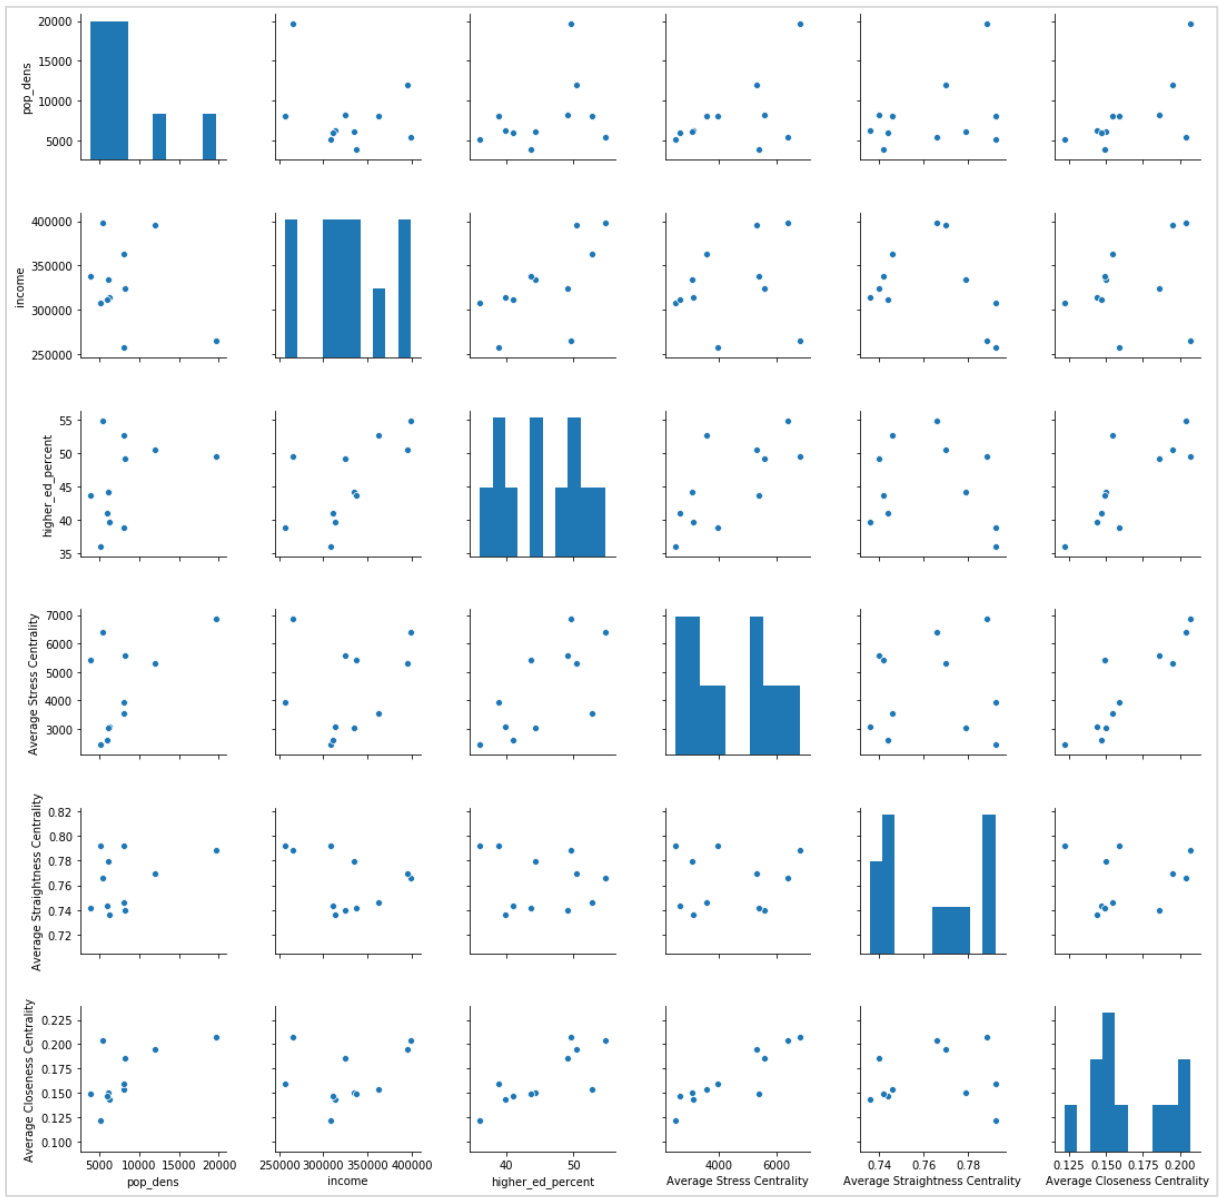 20000
15000
10000
5000
pop_dens
400000
350000
300000
250000
income
55
50
45
40
35
higher_ed_percent
7000
6000
5000
4000
3000
Average Stress Centrality
0.82
0.80
0.78
0.76
0.74
0.72
Average Straightness Centrality
0.225
0.200
0.175
0.150
0.125
0.100
Average Closeness Centrality
5000 10000 15000 20000
pop_dens
250000 300000 350000 400000
income
40 50
higher_ed_percent
4000 6000
Average Stress Centrality
0.74 0.76 0.78
Average Straightness Centrality
0.125 0.150 0.175 0.200
Average Closeness Centrality